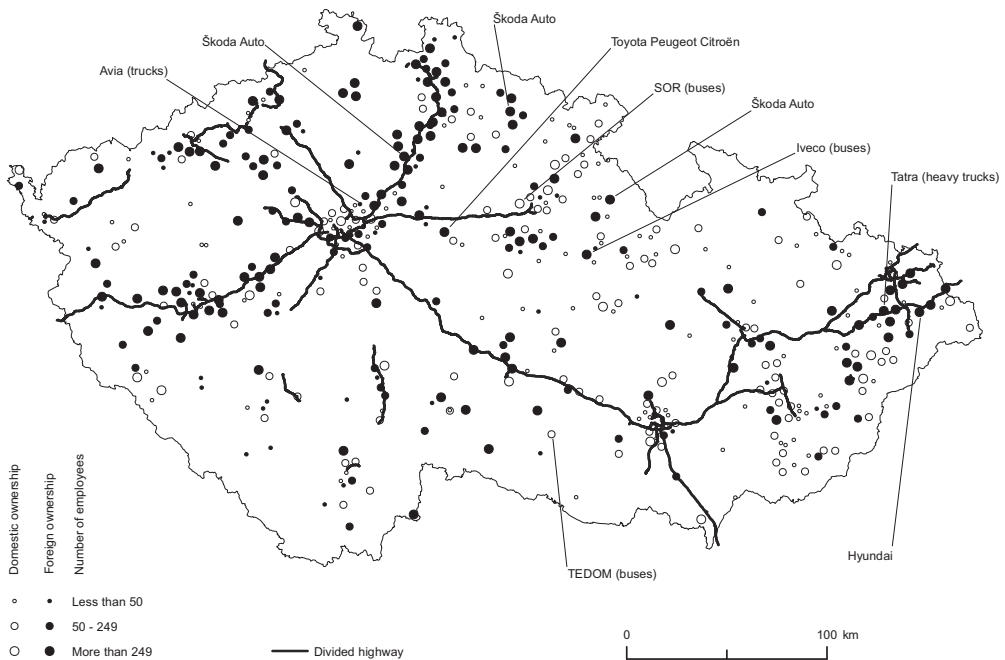 Škoda Auto
Škoda Auto
Toyota Peugeot Citroën
Avia (trucks)
SOR (buses)
Škoda Auto
Iveco (buses)
Tatra (heavy trucks)
Hyundai
TEDOM (buses)
Domestic ownership
Foreign ownership
Number of employees
Less than 50
50 - 249
More than 249
Divided highway
0
100 km